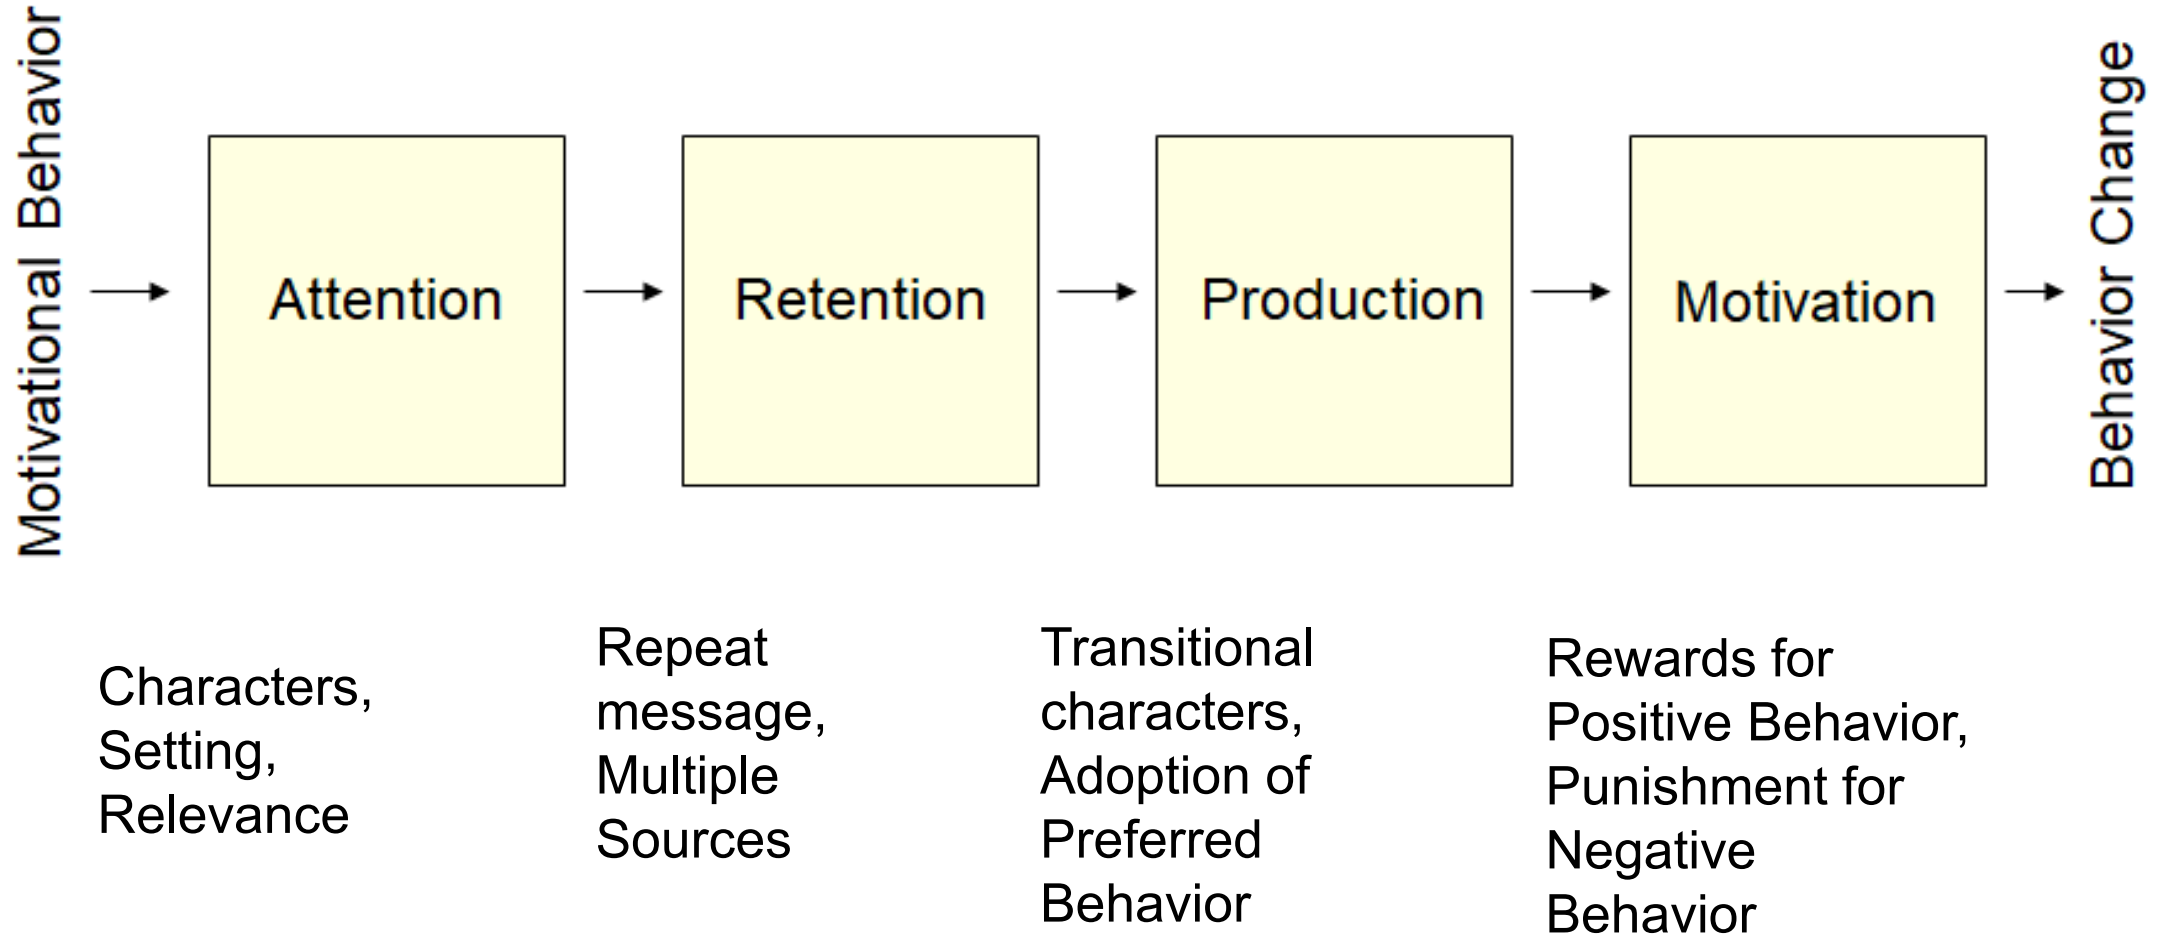 Motivational Behavior
Attention
Retention
Production
Motivation
Behavior Change
Characters,
Setting,
Relevance
Repeat
message,
Multiple
Sources
Transitional
characters,
Adoption of
Preferred
Behavior
Rewards for
Positive Behavior,
Punishment for
Negative
Behavior